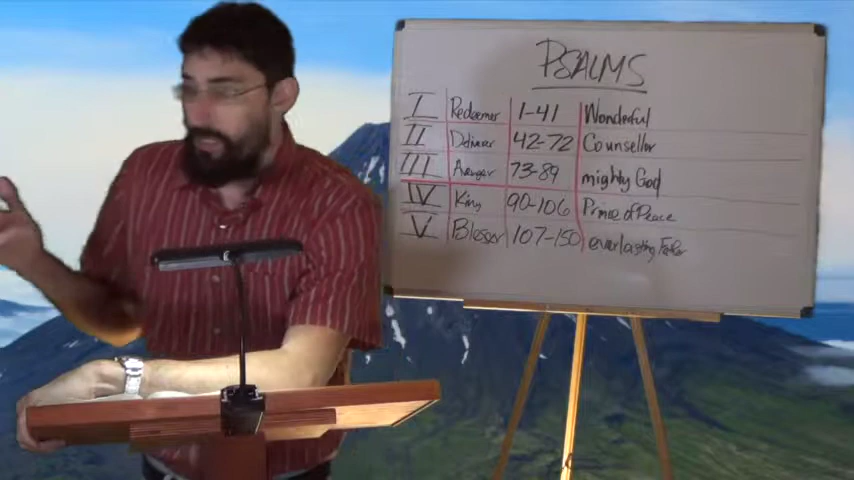 PSALMS
I Redeemer 1-41 Wonderful
II Deliverer 42-72 Counsellor
III Avenger 73-89 mighty God
IV King 90-106 Prince of Peace
V Blesser 107-150 everlasting Father